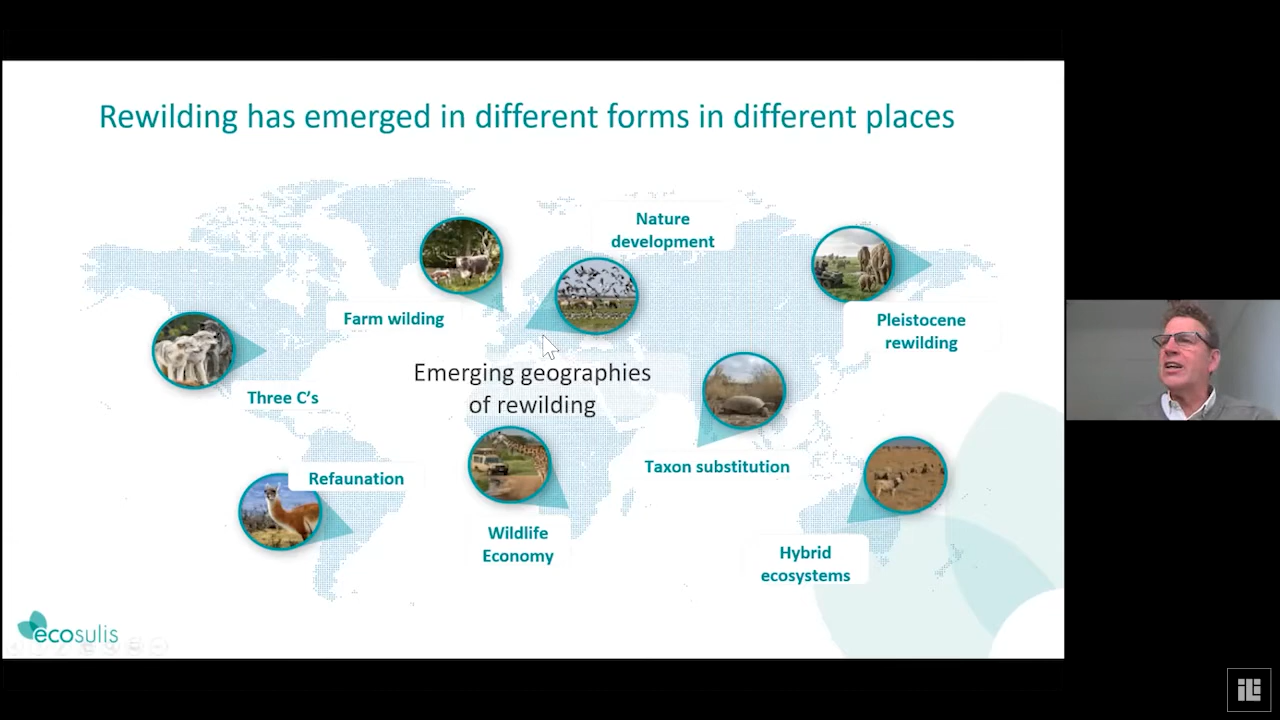 Rewilding has emerged in different forms in different places
Nature
development
Farm wilding
Pleistocene
rewilding
Emerging geographies
of rewilding
Three C's
Taxon substitution
Refaunation
Wildlife
Economy
Hybrid
ecosystems
ecosulis